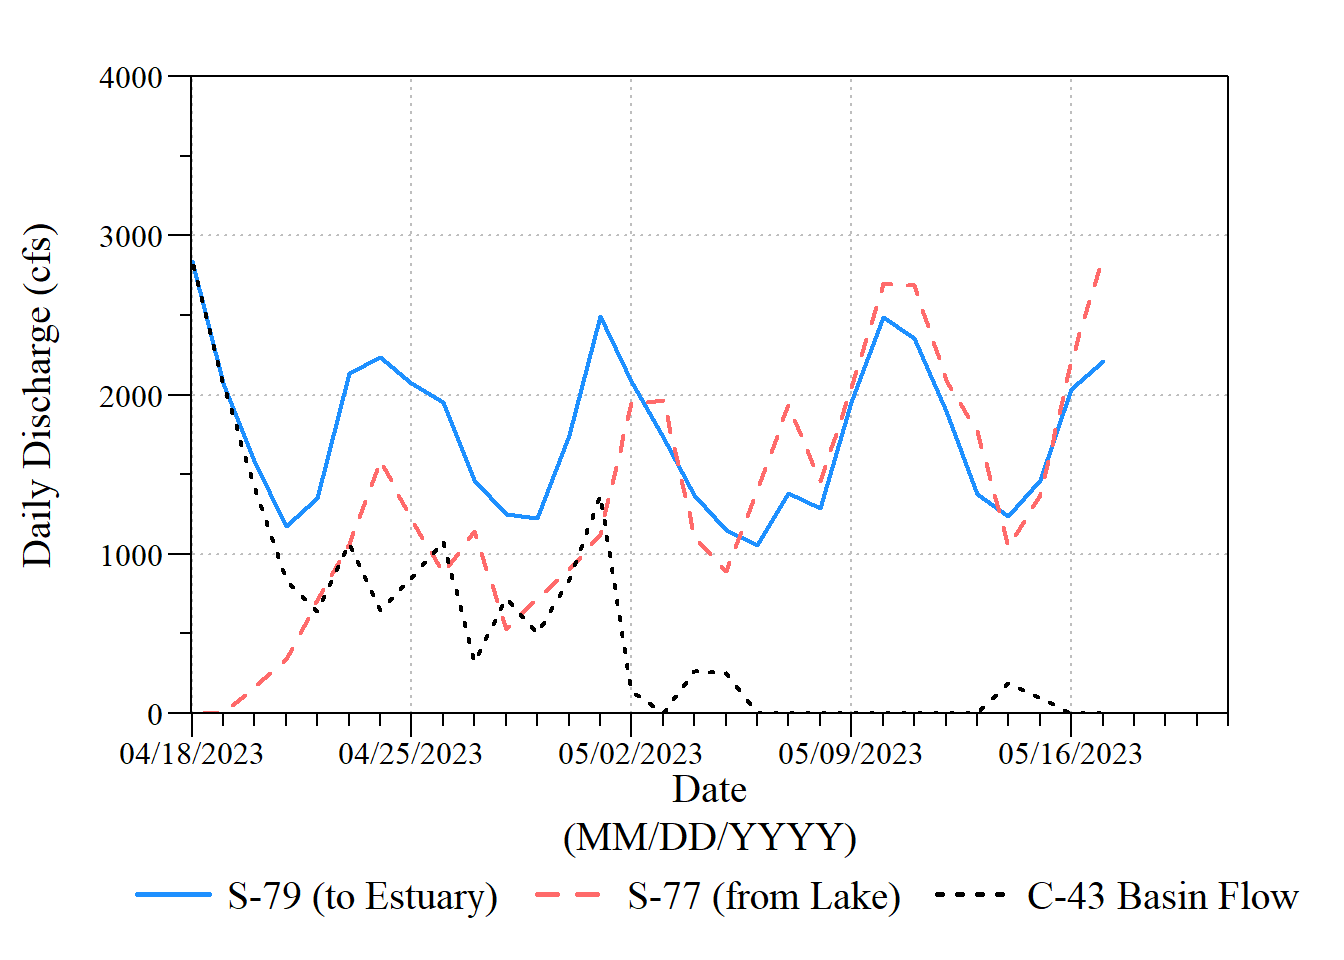 4000
3000
2000
1000
0
Daily Discharge (cfs)
04/18/2023 04/25/2023 05/02/2023 05/09/2023 05/16/2023
Date
(MM/DD/YYYY)
S-79 (to Estuary) S-77 (from Lake) C-43 Basin Flow